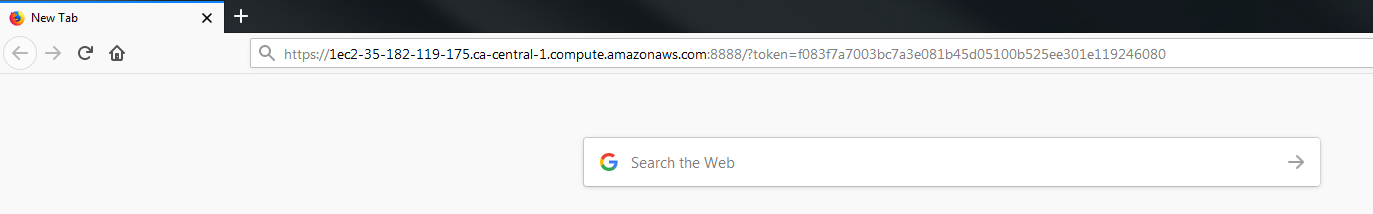 New Tab
https://1ec2-35-182-119-175.ca-central-1.compute.amazonaws.com:8888/?token=f083f7a7003bc7a3e081b45d05100b525ee301e119246080
Search the Web